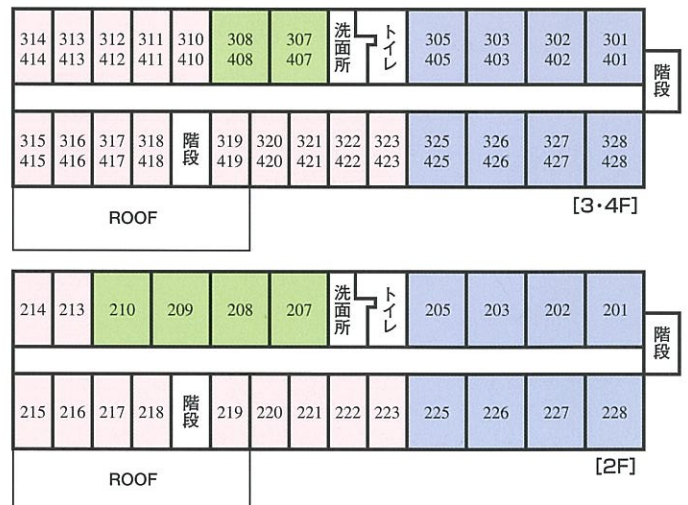 314 313 312 311 310 308 307 洗面所 トイレ 305 303 302 301
414 413 412 411 410 408 407 405 403 402 401
階段
315 316 317 318 階段 319 320 321 322 323 325 326 327 328
415 416 417 418 419 420 421 422 423 425 426 427 428
ROOF
[3・4F]
214 213 210 209 208 207 洗面所 トイレ 205 203 202 201
階段
215 216 217 218 階段 219 220 221 222 223 225 226 227 228
ROOF
[2F]